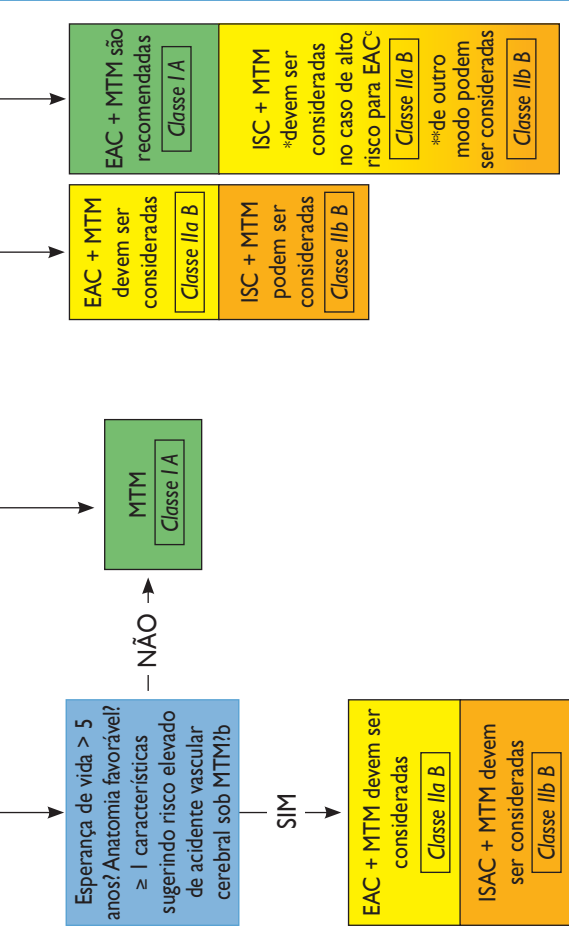 Esperança de vida > 5
anos? Anatomia favorável?
≥ 1 características
sugerindo risco elevado
de acidente vascular
cerebral sob MTM?b
NÃO
MTM
Classe I A
SIM
EAC + MTM devem ser
consideradas
Classe IIa B
ISAC + MTM devem
ser consideradas
Classe IIb B
EAC + MTM
devem ser
consideradas
Classe IIa B
ISC + MTM
podem ser
consideradas
Classe IIb B
EAC + MTM são
recomendadas
Classe I A
ISC + MTM
*devem ser
consideradas
no caso de alto
risco para EACᶜ
Classe IIa B
**de outro
modo podem
ser consideradas
Classe IIb B